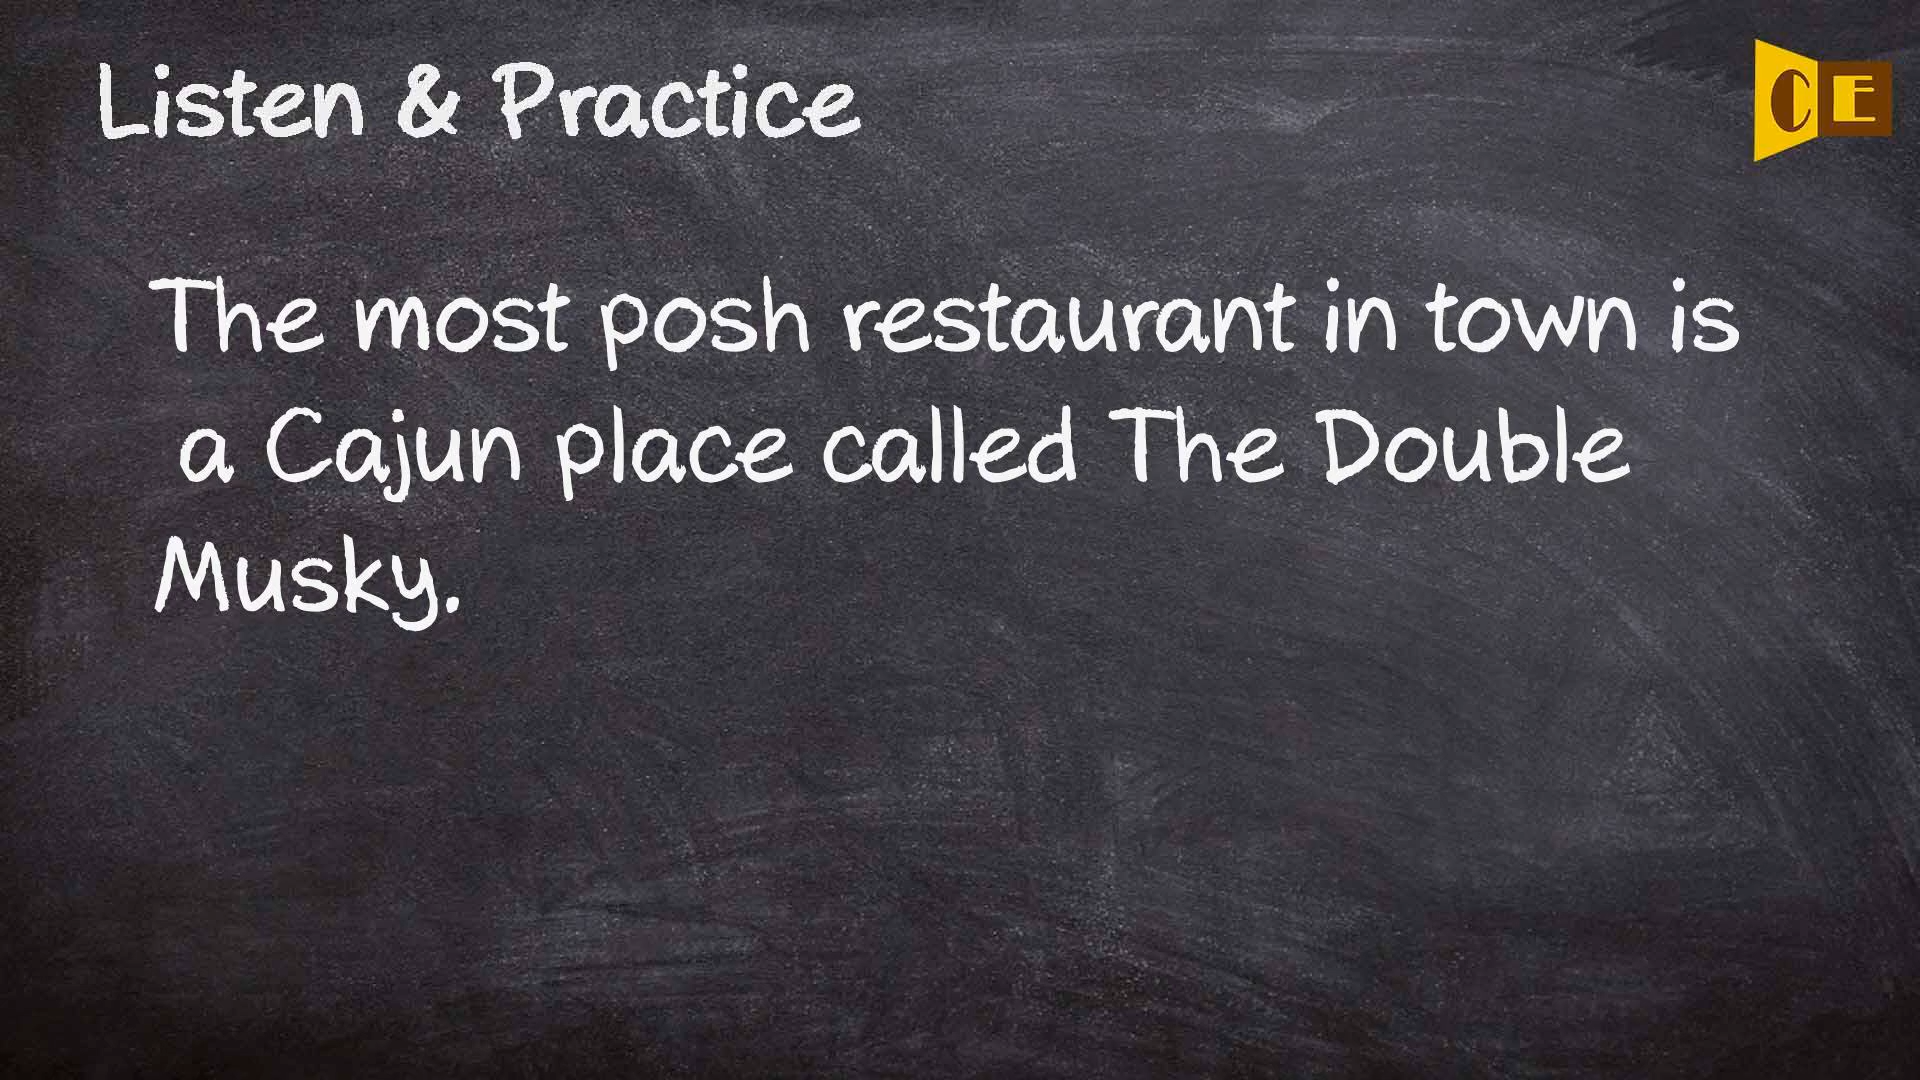 Listen & Practice
CE
The most posh restaurant in town is
a Cajun place called The Double
Musky.